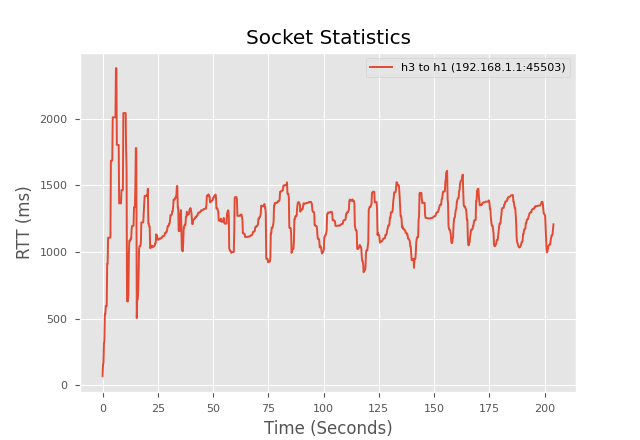 Socket Statistics
h3 to h1 (192.168.1.1:45503)
RTT (ms)
2000
1500
1000
500
0
0 25 50 75 100 125 150 175 200
Time (Seconds)